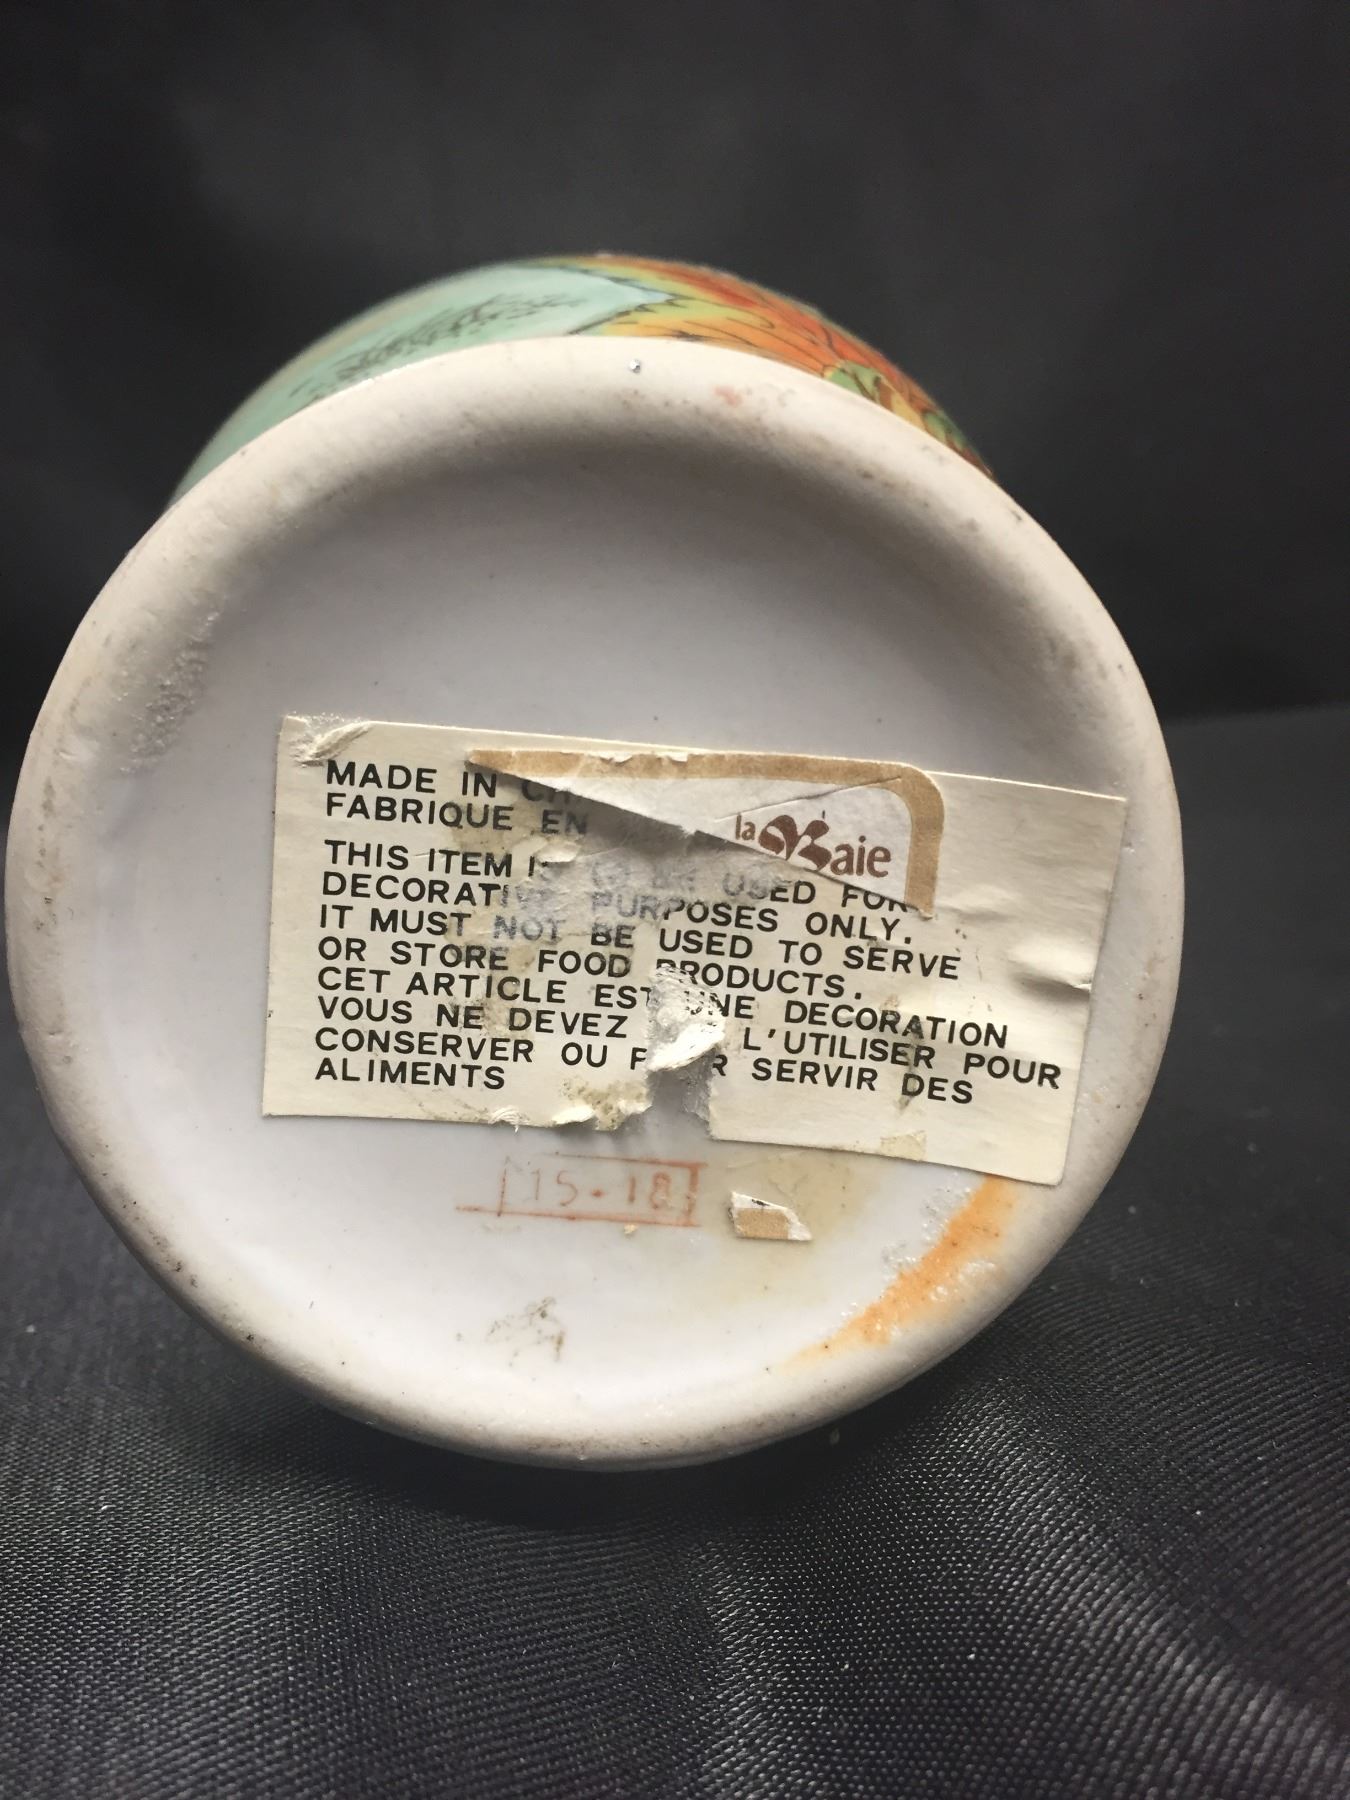 MADE IN
FABRIQUE EN
la Baie
THIS ITEM USED FOR
DECORATIVE PURPOSES ONLY.
IT MUST NOT BE USED TO SERVE
OR STORE FOOD PRODUCTS.
CET ARTICLE EST UNE DECORATION
VOUS NE DEVEZ L'UTILISER POUR
CONSERVER OU SERVIR DES
ALIMENTS
15-18